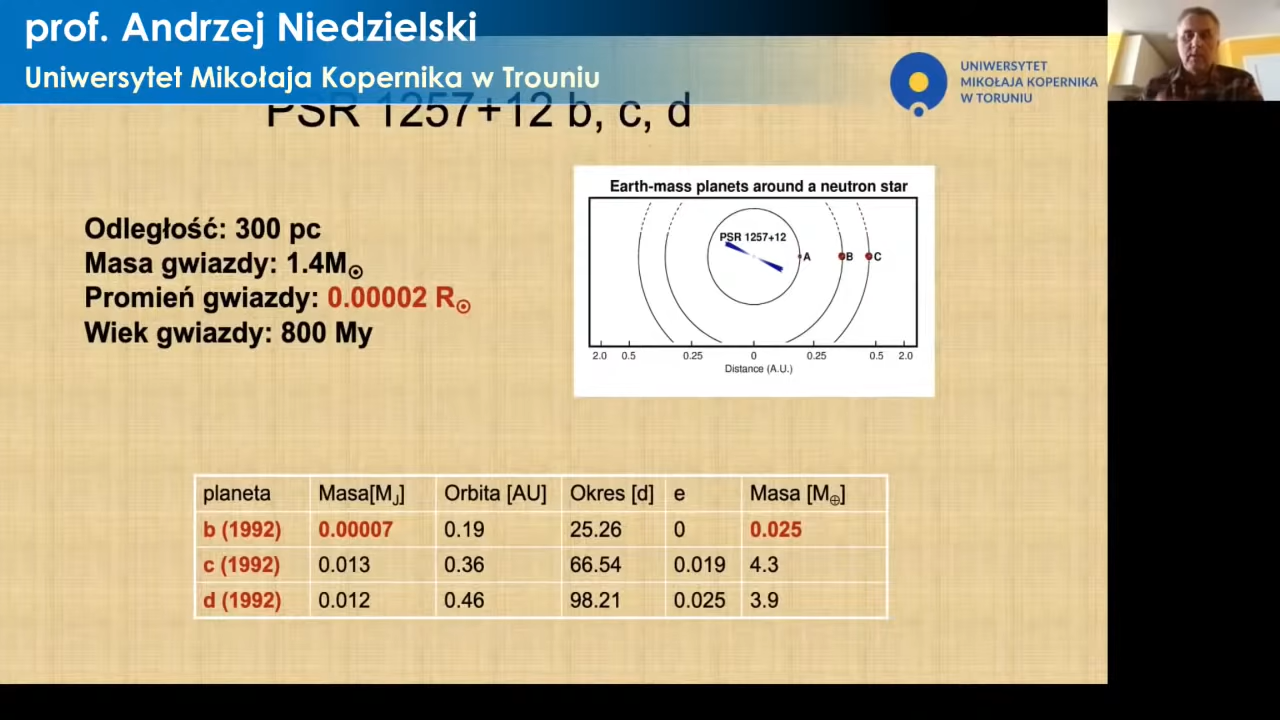 prof. Andrzej Niedzielski
Uniwersytet Mikołaja Kopernika w Trouniu
UNIWERSYTET
MIKOŁAJA KOPERNIKA
W TORUNIU
PSR 1257+12 b, c, d
Odległość: 300 pc
Masa gwiazdy: 1.4M☉
Promień gwiazdy: 0.00002 R☉
Wiek gwiazdy: 800 My
Earth-mass planets around a neutron star
PSR 1257+12
A B C
2.0 0.5 0.25 0 0.25 0.5 2.0
Distance (A.U.)
planeta Masa[MJ] Orbita [AU] Okres [d] e Masa [M⊕]
b (1992) 0.00007 0.19 25.26 0 0.025
c (1992) 0.013 0.36 66.54 0.019 4.3
d (1992) 0.012 0.46 98.21 0.025 3.9